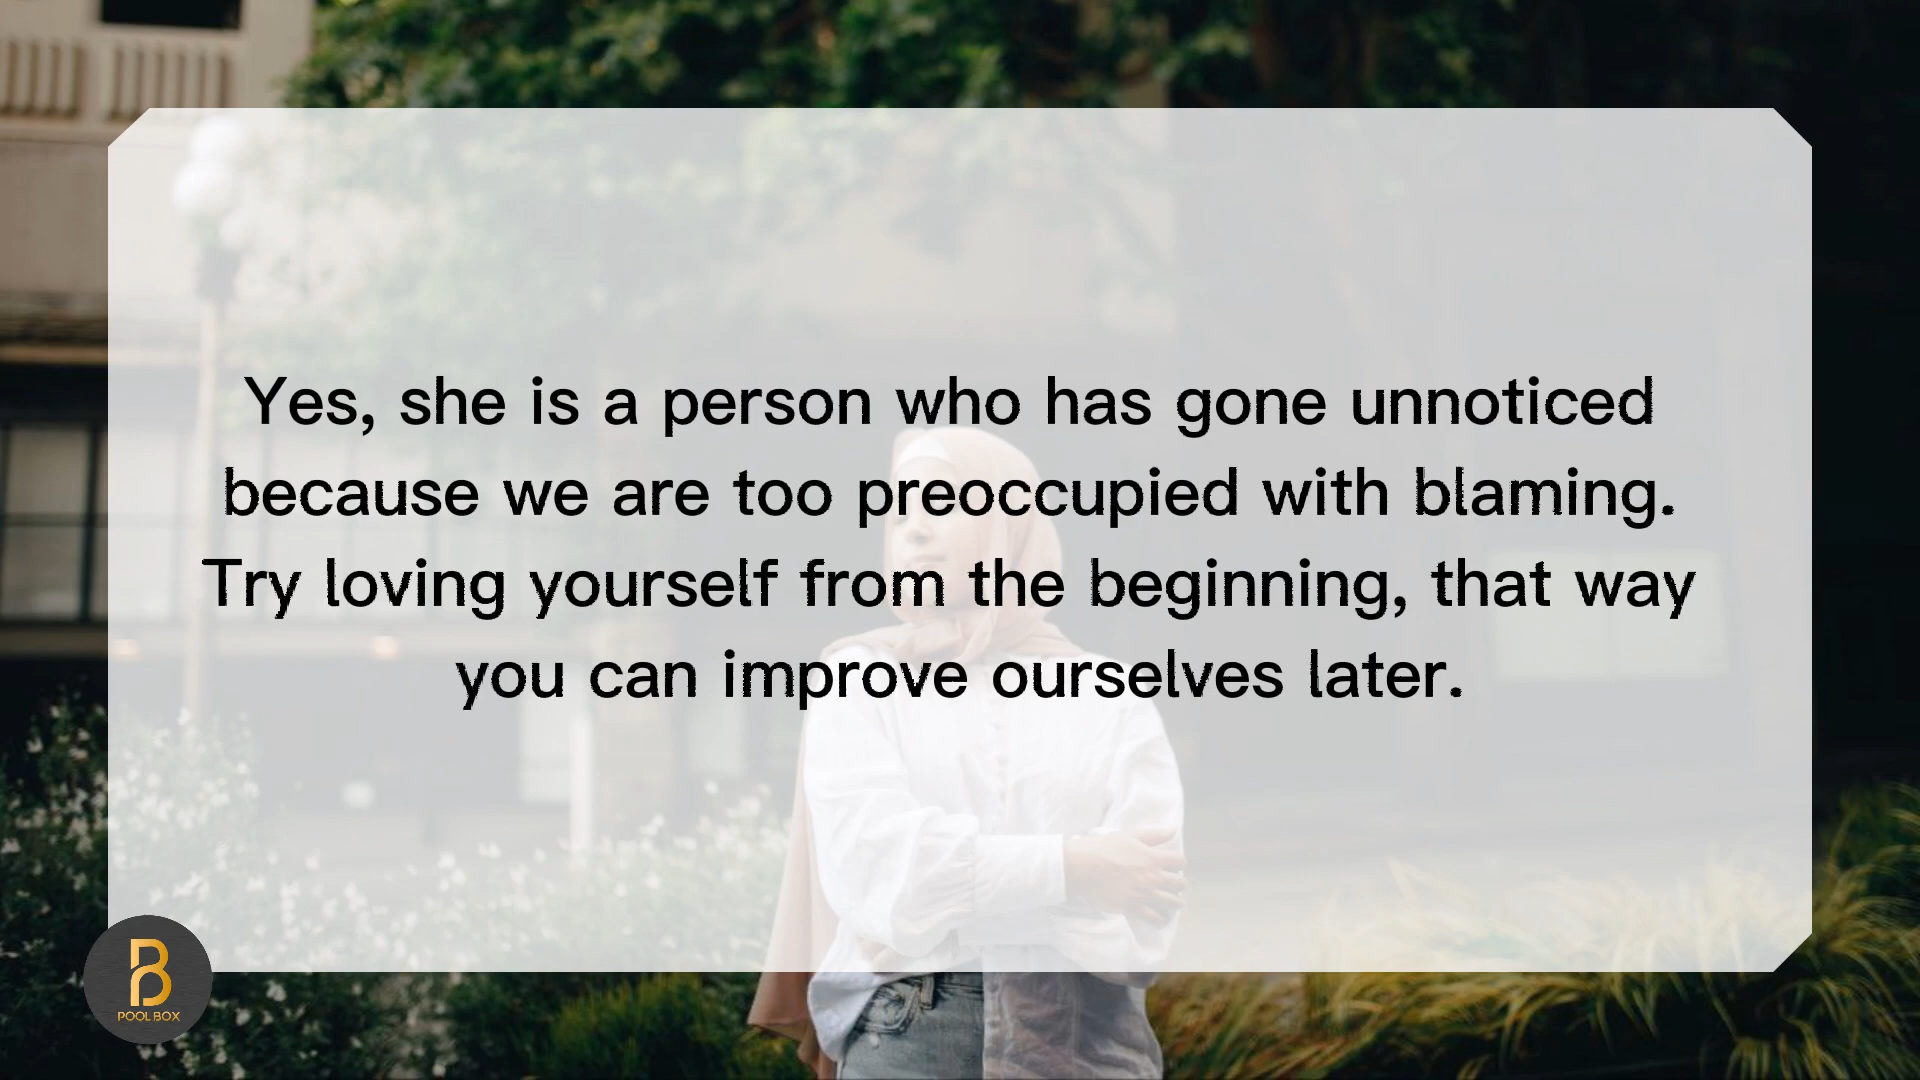 Yes, she is a person who has gone unnoticed
because we are too preoccupied with blaming.
Try loving yourself from the beginning, that way
you can improve ourselves later.
B
POOL BOX